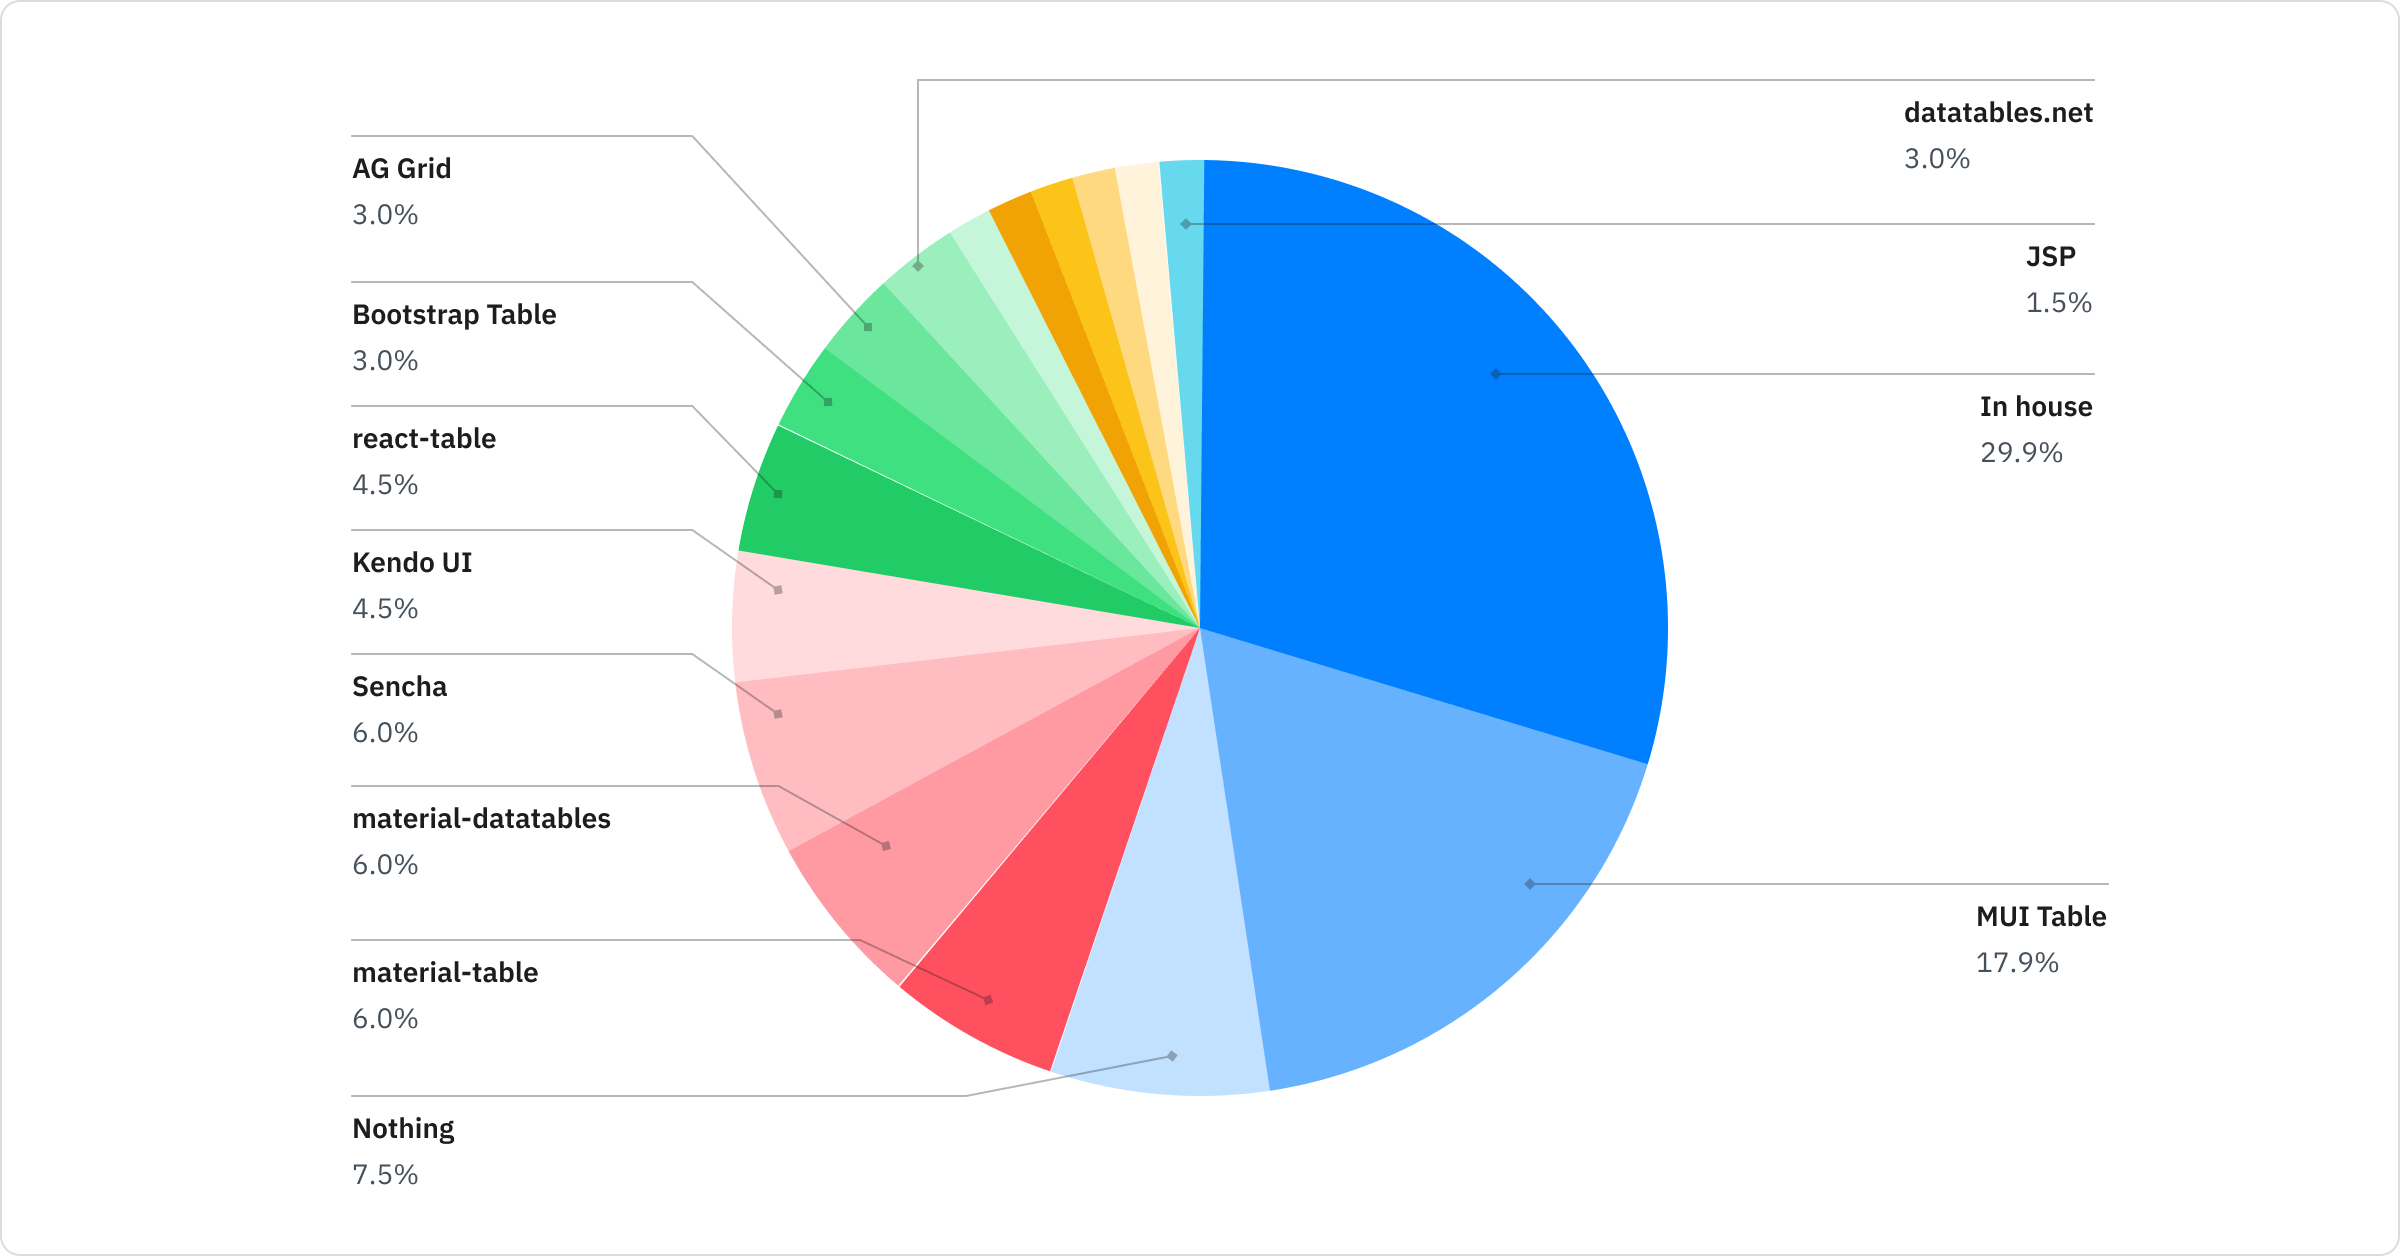 AG Grid
3.0%
Bootstrap Table
3.0%
react-table
4.5%
Kendo UI
4.5%
Sencha
6.0%
material-datatables
6.0%
material-table
6.0%
Nothing
7.5%
datatables.net
3.0%
JSP
1.5%
In house
29.9%
MUI Table
17.9%